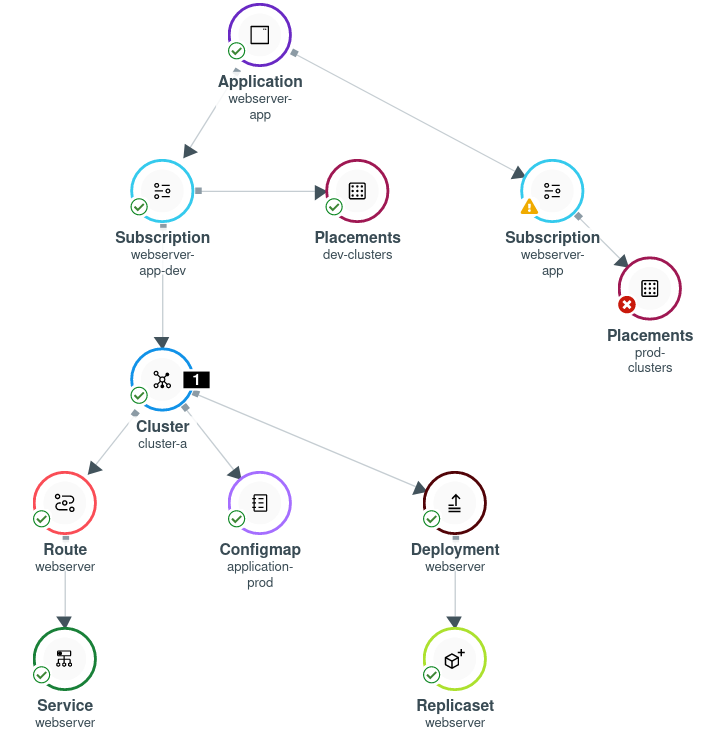 Application
webserver-
app
Subscription
webserver-
app-dev
Placements
dev-clusters
Subscription
webserver-
app
Placements
prod-
clusters
1
Cluster
cluster-a
Route
webserver
Configmap
application-
prod
Deployment
webserver
Service
webserver
Replicaset
webserver